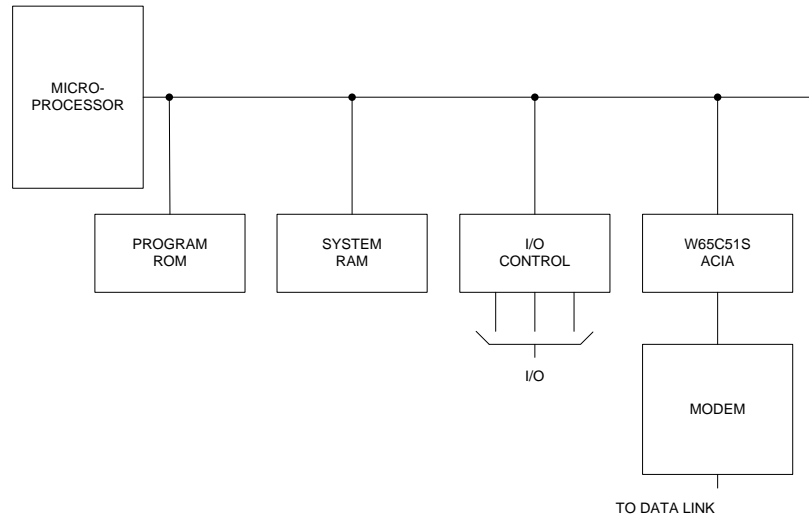 MICRO-
PROCESSOR
PROGRAM
ROM
SYSTEM
RAM
I/O
CONTROL
W65C51S
ACIA
I/O
MODEM
TO DATA LINK